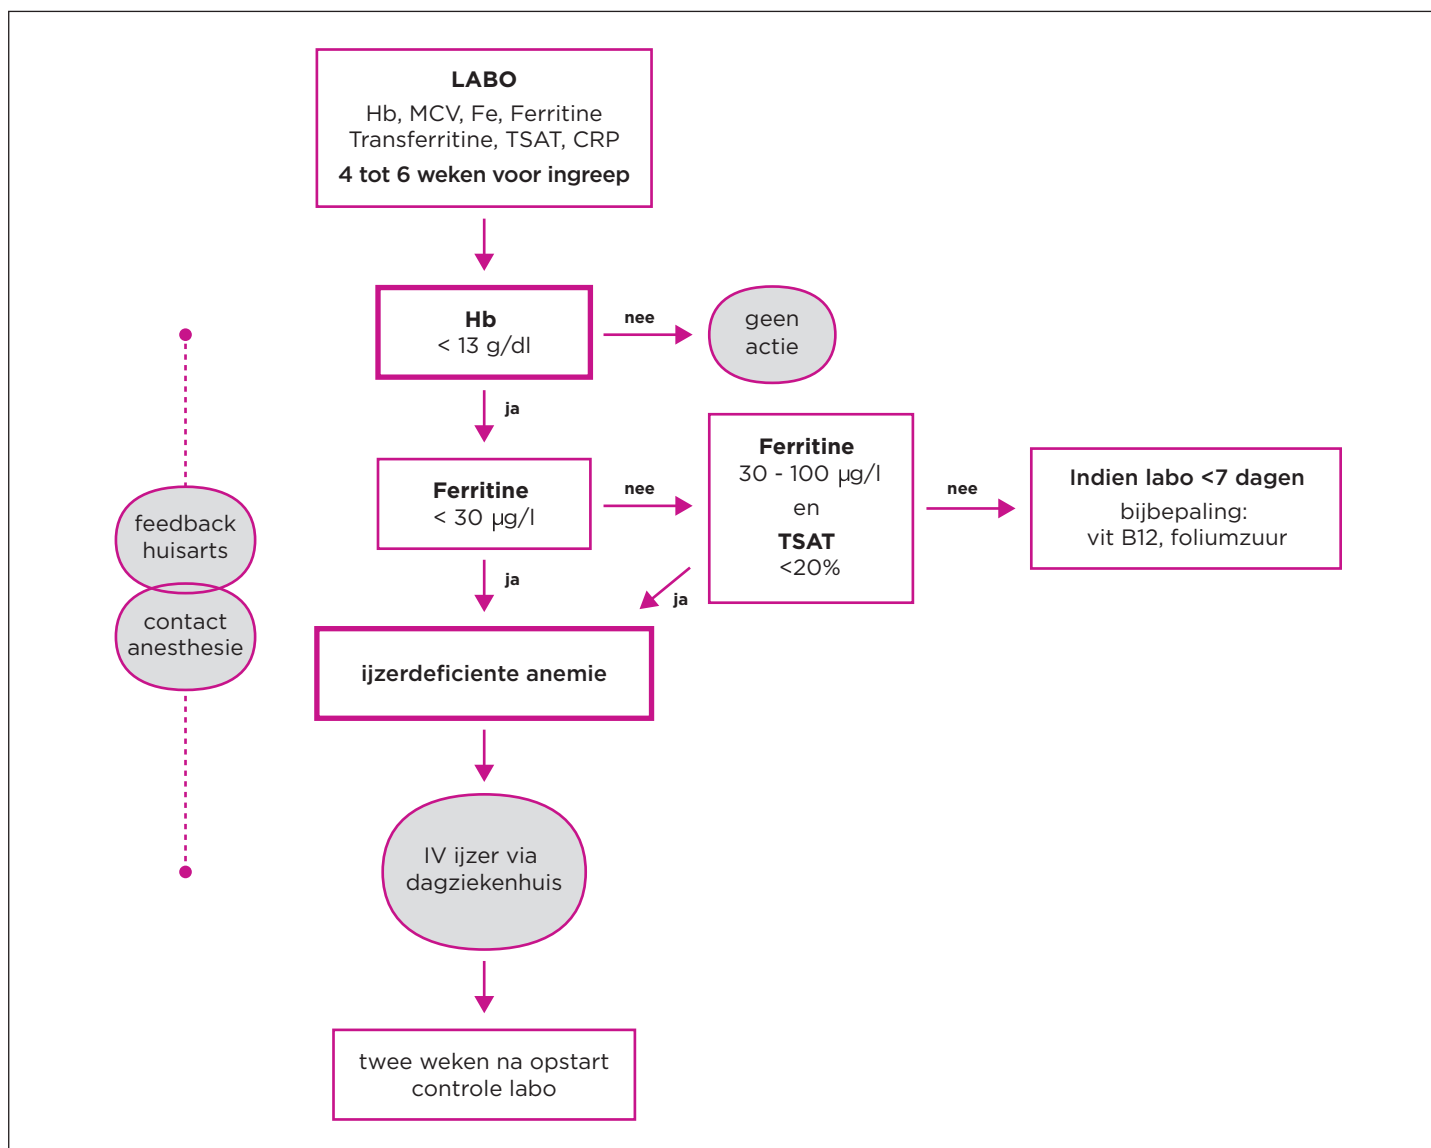 LABO
Hb, MCV, Fe, Ferritine
Transferritine, TSAT, CRP
4 tot 6 weken voor ingreep
Hb
< 13 g/dl
nee
geen
actie
ja
Ferritine
< 30 µg/l
nee
Ferritine
30 - 100 µg/l
en
TSAT
<20%
nee
Indien labo <7 dagen
bijbepaling:
vit B12, foliumzuur
ja
ja
feedback
huisarts
contact
anesthesie
ijzerdeficiente anemie
IV ijzer via
dagziekenhuis
twee weken na opstart
controle labo